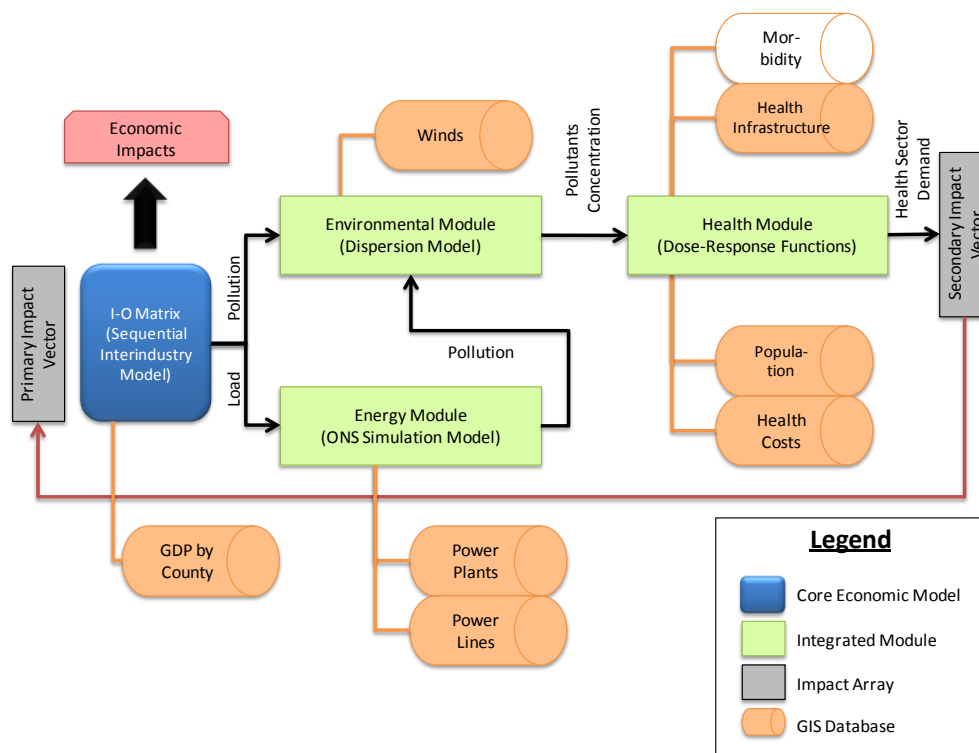 Mor-
bidity
Health
Infrastructure
Economic
Impacts
Winds
Pollutants
Concentration
Health Sector
Demand
Environmental Module
(Dispersion Model)
Health Module
(Dose-Response Functions)
Secondary Impact
Vector
Primary Impact
Vector
I-O Matrix
(Sequential
Interindustry
Model)
Pollution
Load
Pollution
Energy Module
(ONS Simulation Model)
Popula-
tion
Health
Costs
GDP by
County
Power
Plants
Power
Lines
Legend
Core Economic Model
Integrated Module
Impact Array
GIS Database